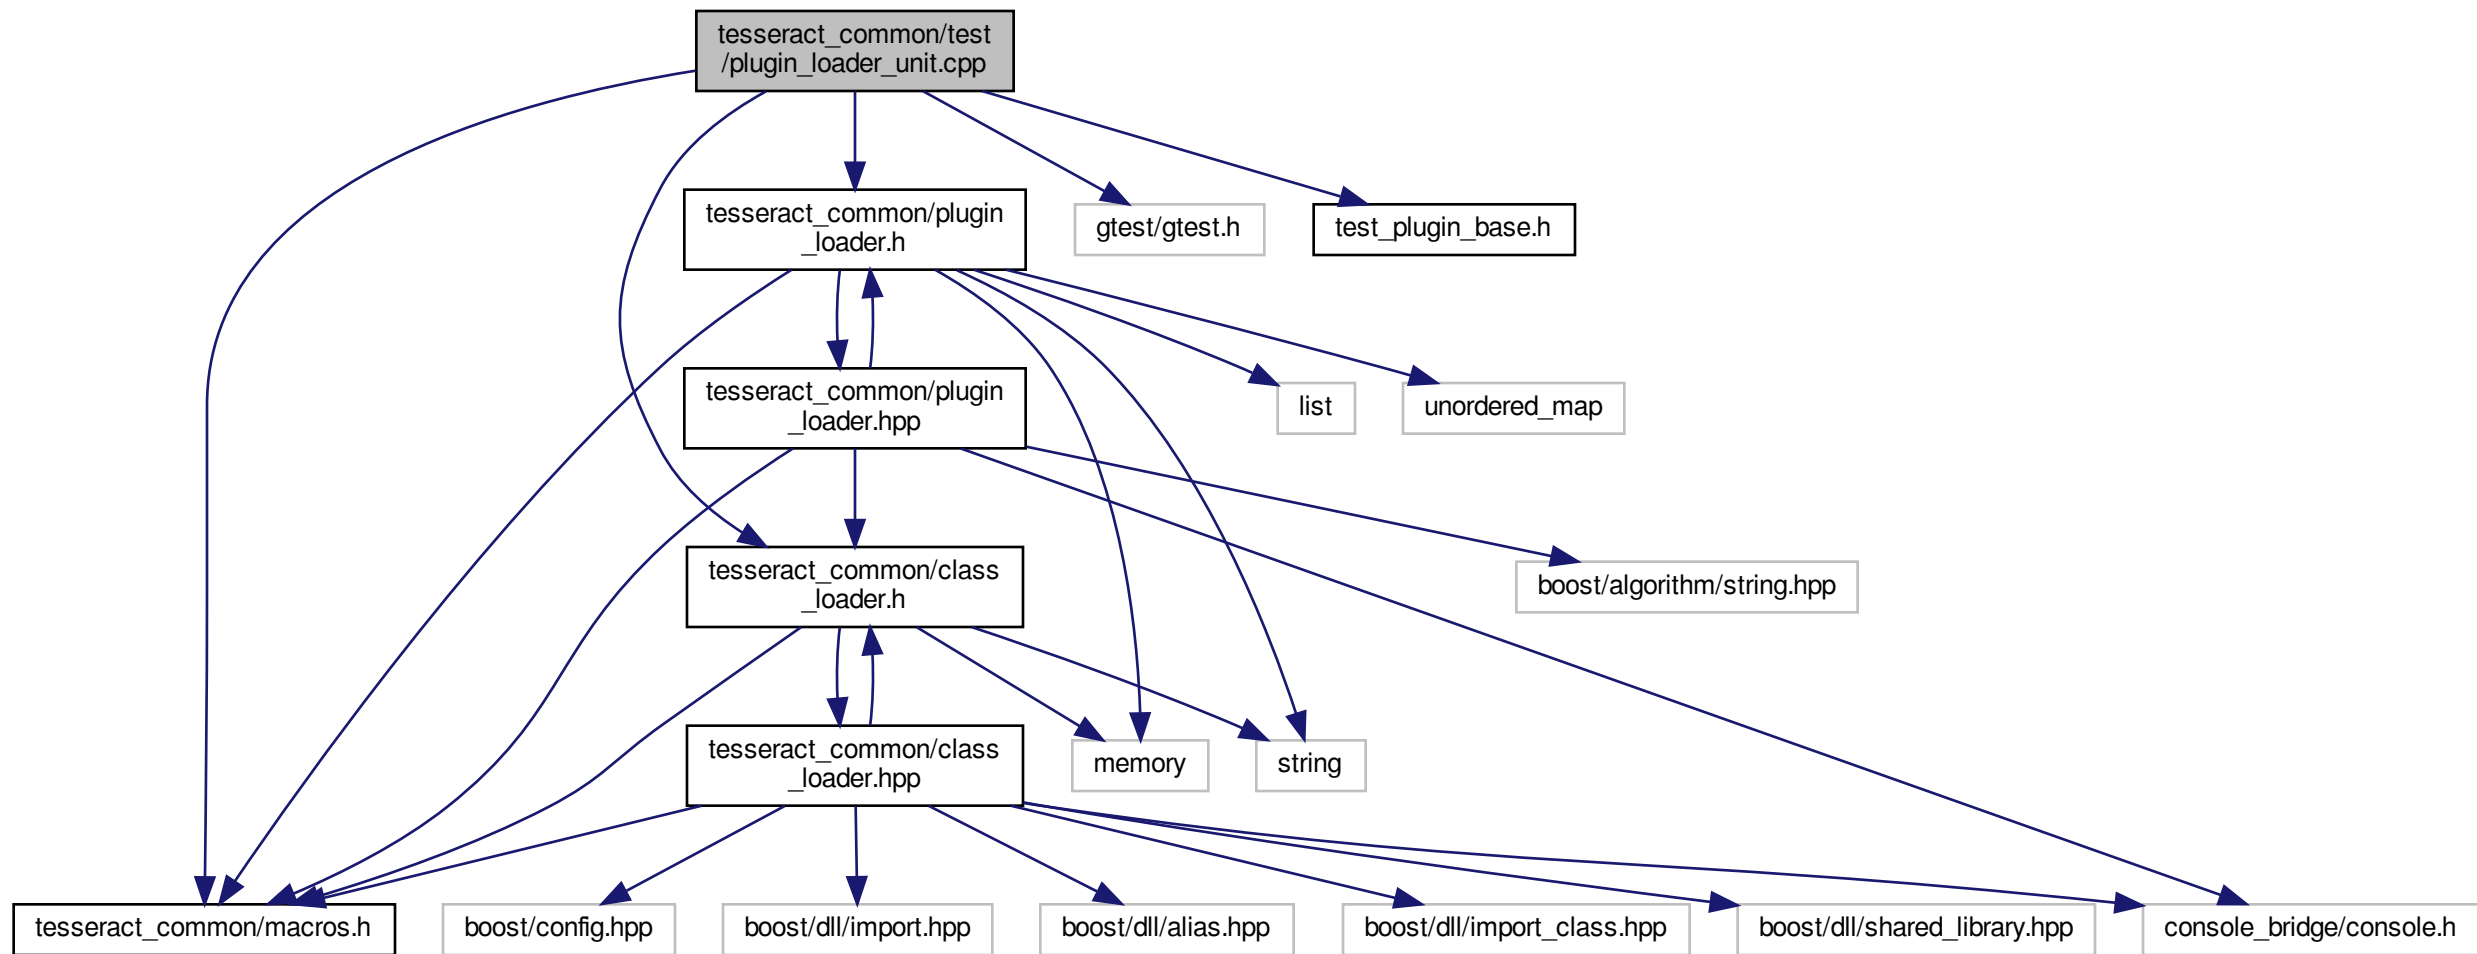 tesseract_common/test
/plugin_loader_unit.cpp
tesseract_common/plugin
_loader.h
gtest/gtest.h
test_plugin_base.h
tesseract_common/plugin
_loader.hpp
list
unordered_map
tesseract_common/class
_loader.h
boost/algorithm/string.hpp
tesseract_common/class
_loader.hpp
memory
string
tesseract_common/macros.h
boost/config.hpp
boost/dll/import.hpp
boost/dll/alias.hpp
boost/dll/import_class.hpp
boost/dll/shared_library.hpp
console_bridge/console.h